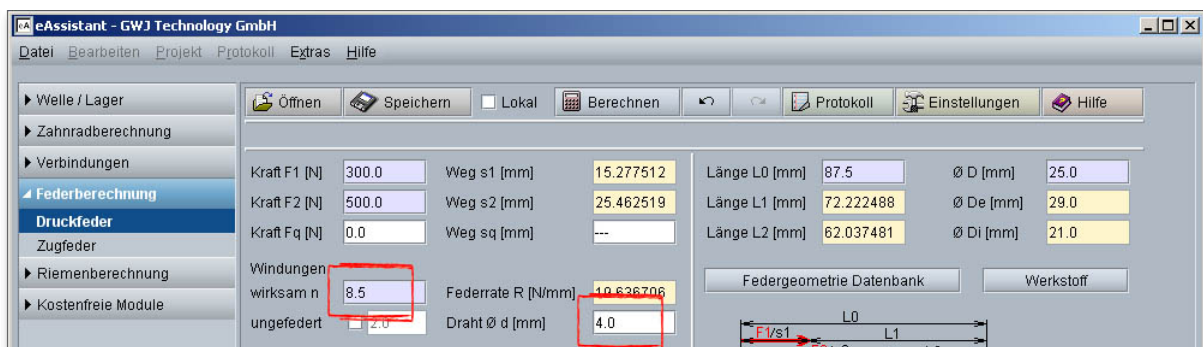 eA eAssistant - GWJ Technology GmbH
Datei Bearbeiten Projekt Protokoll Extras Hilfe
Öffnen Speichern Lokal Berechnen Protokoll Einstellungen Hilfe
Welle / Lager
Zahnradberechnung
Verbindungen
Federberechnung
Druckfeder
Zugfeder
Riemenberechnung
Kostenfreie Module
Kraft F1 [N] 300.0 Weg s1 [mm] 15.277512
Kraft F2 [N] 500.0 Weg s2 [mm] 25.462519
Kraft Fq [N] 0.0 Weg sq [mm] ---
Windungen
wirksam n 8.5 Federrate R [N/mm] 19.636706
ungefedert 2.0 Draht Ø d [mm] 4.0
Länge L0 [mm] 87.5 Ø D [mm] 25.0
Länge L1 [mm] 72.222488 Ø De [mm] 29.0
Länge L2 [mm] 62.037481 Ø Di [mm] 21.0
Federgeometrie Datenbank Werkstoff
L0
F1/s1 L1